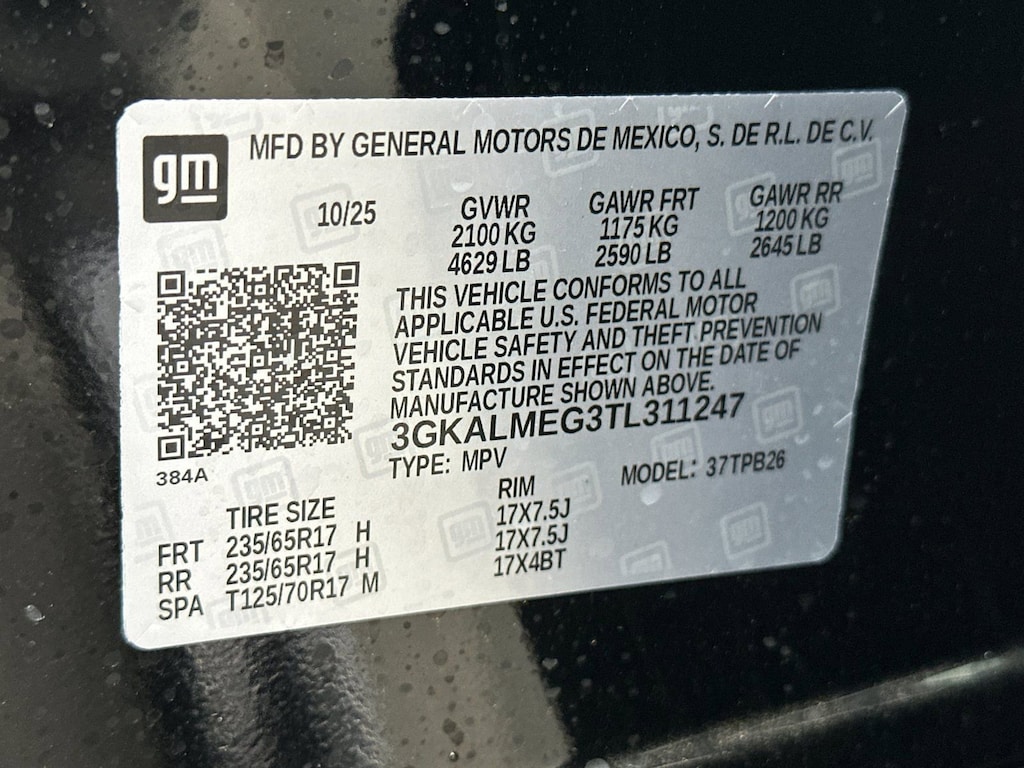 gm
MFD BY GENERAL MOTORS DE MEXICO, S. DE R.L. DE C.V.
10/25 GVWR GAWR FRT GAWR RR
2100 KG 1175 KG 1200 KG
4629 LB 2590 LB 2645 LB
THIS VEHICLE CONFORMS TO ALL
APPLICABLE U.S. FEDERAL MOTOR
VEHICLE SAFETY AND THEFT PREVENTION
STANDARDS IN EFFECT ON THE DATE OF
MANUFACTURE SHOWN ABOVE.
3GKALMEG3TL311247
384A TYPE: MPV MODEL: 37TPB26
TIRE SIZE RIM
FRT 235/65R17 H 17X7.5J
RR 235/65R17 H 17X7.5J
SPA T125/70R17 M 17X4BT